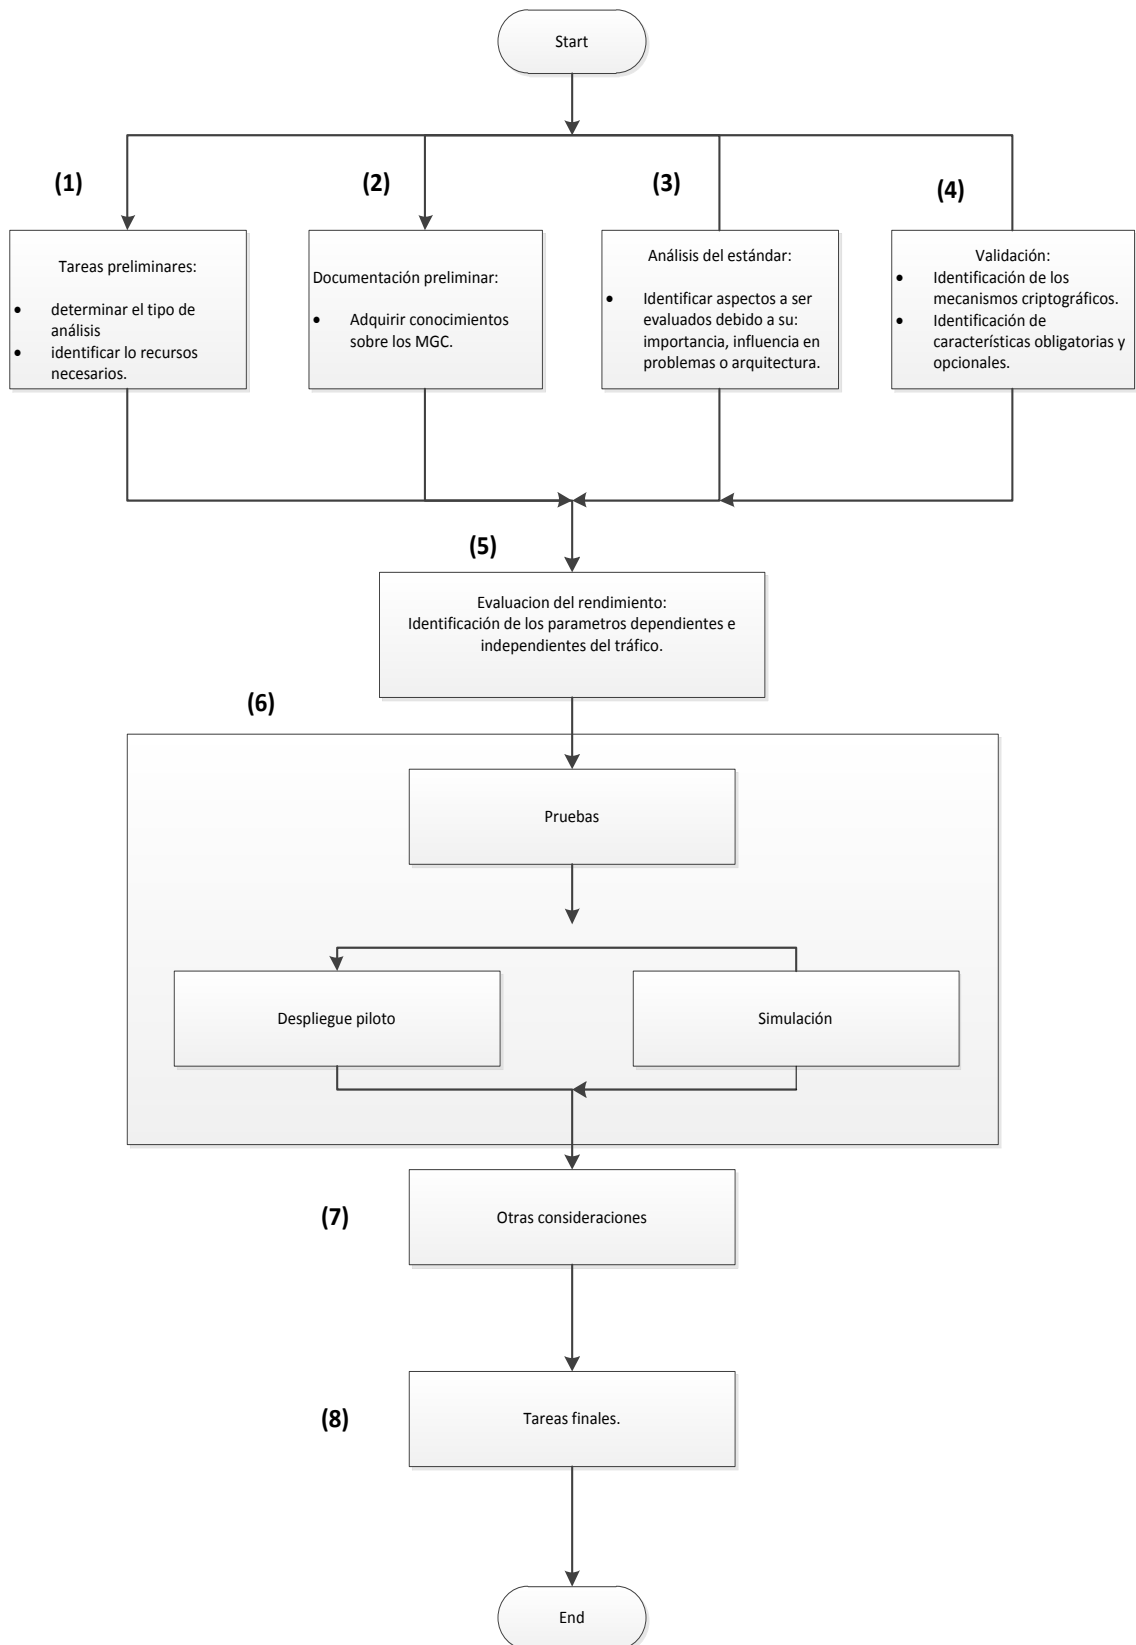 Start
(1)
Tareas preliminares:
• determinar el tipo de
análisis
• identificar lo recursos
necesarios.
(2)
Documentación preliminar:
• Adquirir conocimientos
sobre los MGC.
(3)
Análisis del estándar:
• Identificar aspectos a ser
evaluados debido a su:
importancia, influencia en
problemas o arquitectura.
(4)
Validación:
• Identificación de los
mecanismos criptográficos.
• Identificación de
características obligatorias y
opcionales.
(5)
Evaluacion del rendimiento:
Identificación de los parametros dependientes e
independientes del tráfico.
(6)
Pruebas
Despliegue piloto
Simulación
(7)
Otras consideraciones
(8)
Tareas finales.
End